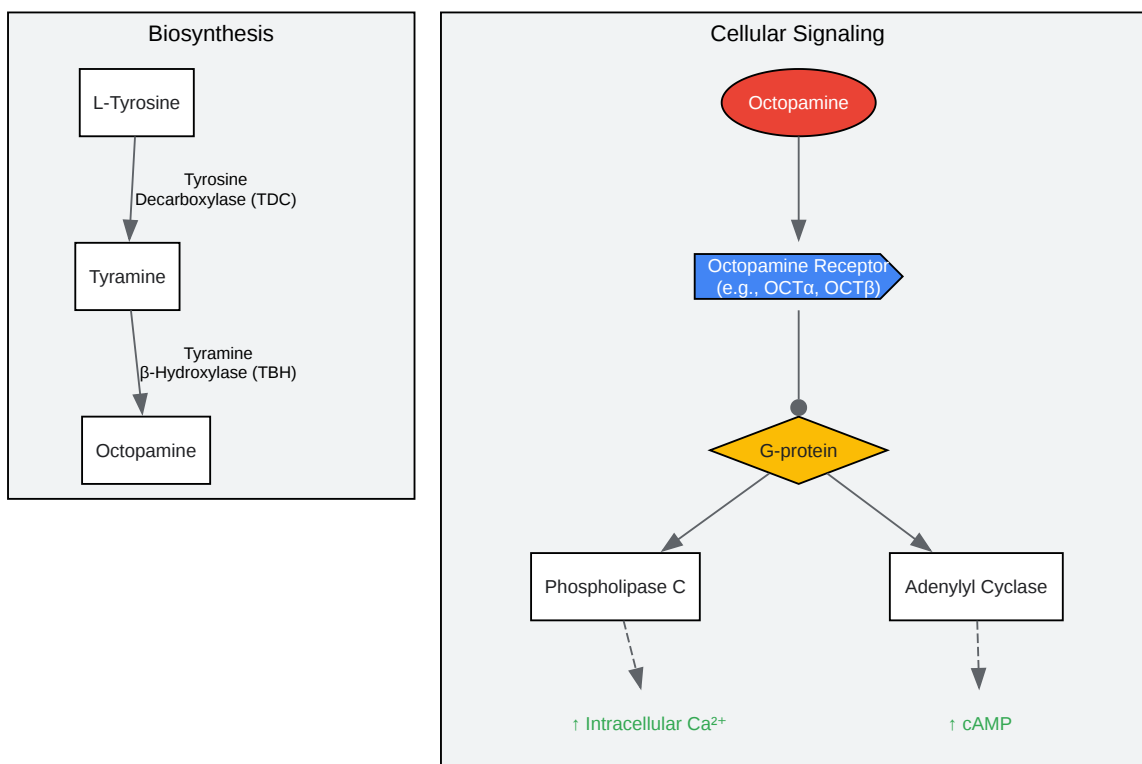 Biosynthesis
L-Tyrosine
Tyrosine
Decarboxylase (TDC)
Tyramine
Tyramine
β-Hydroxylase (TBH)
Octopamine
Cellular Signaling
Octopamine
Octopamine Receptor
(e.g., OCTα, OCTβ)
G-protein
Phospholipase C
Adenylyl Cyclase
↑ Intracellular Ca²⁺
↑ cAMP